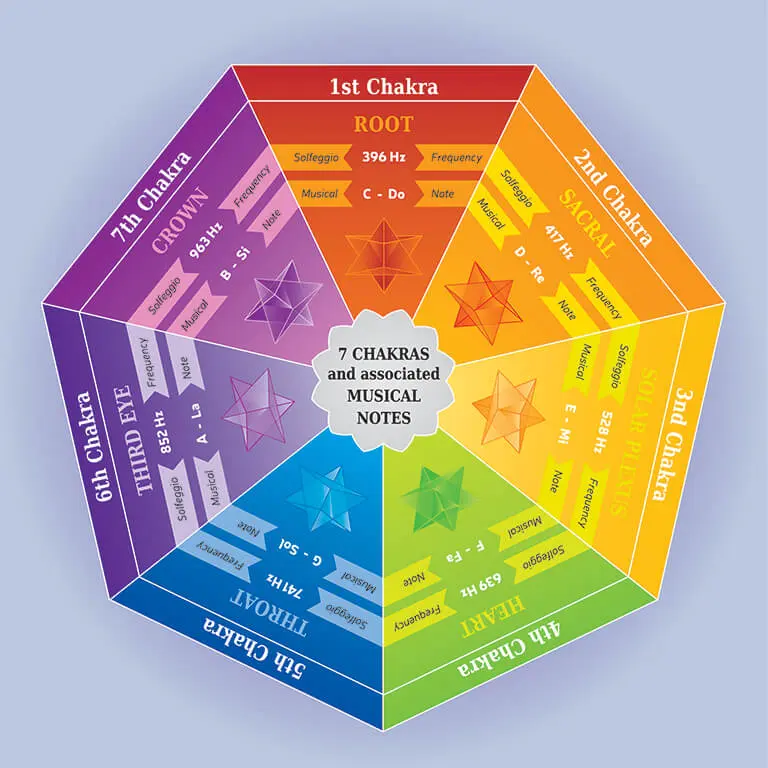 7 CHAKRAS
and associated
MUSICAL
NOTES
1st Chakra
ROOT
Solfeggio 396 Hz Frequency
Musical C - Do Note
2nd Chakra
SACRAL
Solfeggio 417 Hz Frequency
Musical D - Re Note
3nd Chakra
SOLAR PLEXUS
Solfeggio 528 Hz Frequency
Musical E - Mi Note
4th Chakra
HEART
Solfeggio 639 Hz Frequency
Musical F - Fa Note
5th Chakra
THROAT
Solfeggio 741 Hz Frequency
Musical G - Sol Note
6th Chakra
THIRD EYE
Solfeggio 852 Hz Frequency
Musical A - La Note
7th Chakra
CROWN
Solfeggio 963 Hz Frequency
Musical B - Si Note